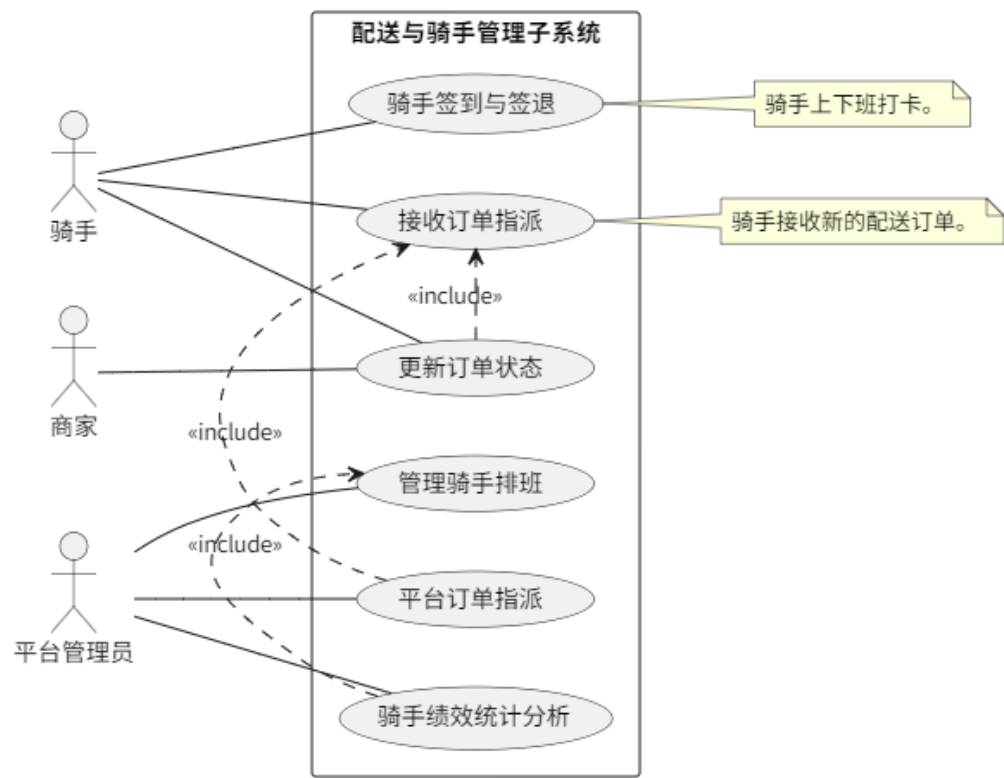 配送与骑手管理子系统
骑手签到与签退
骑手上下班打卡。
骑手
接收订单指派
骑手接收新的配送订单。
«include»
更新订单状态
商家
«include»
管理骑手排班
«include»
平台订单指派
平台管理员
骑手绩效统计分析